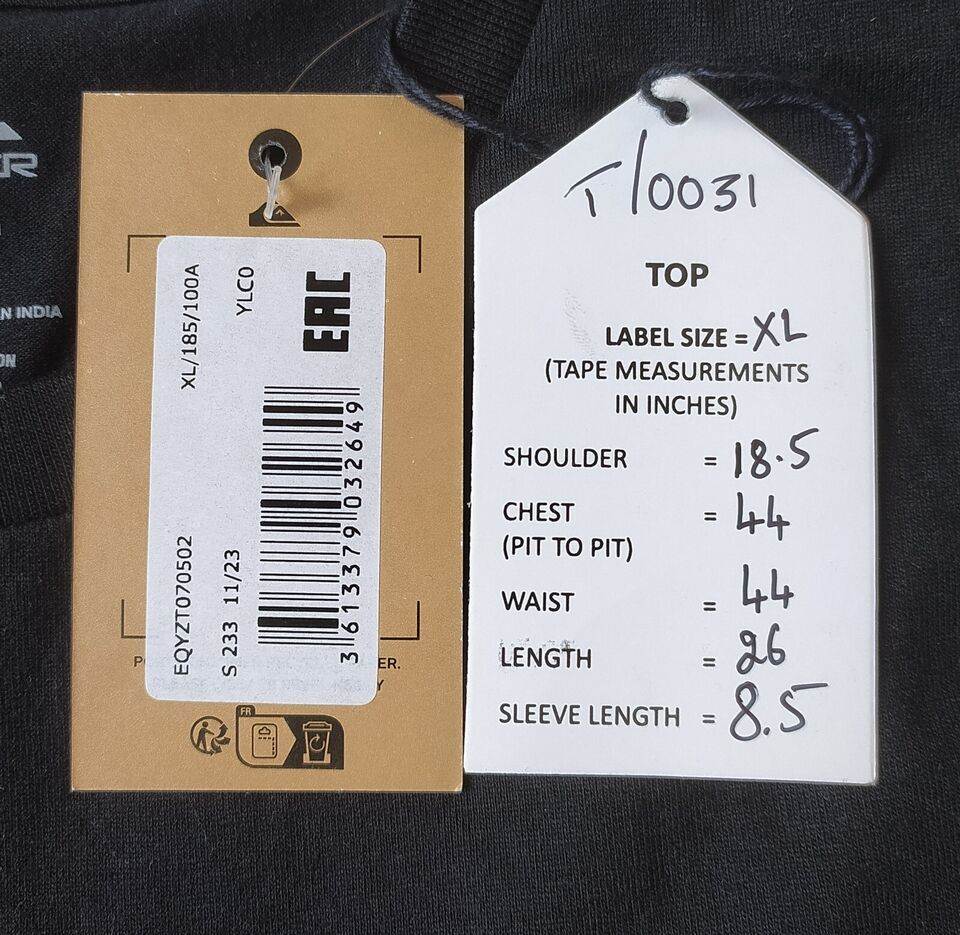 N INDIA
XL/185/100A
YLC0
EAC
EQYZT070502
S 233 11/23
3 613379 032649
ER.
FR
T/0031
TOP
LABEL SIZE = XL
(TAPE MEASUREMENTS
IN INCHES)
SHOULDER = 18.5
CHEST = 44
(PIT TO PIT)
WAIST = 44
LENGTH = 26
SLEEVE LENGTH = 8.5